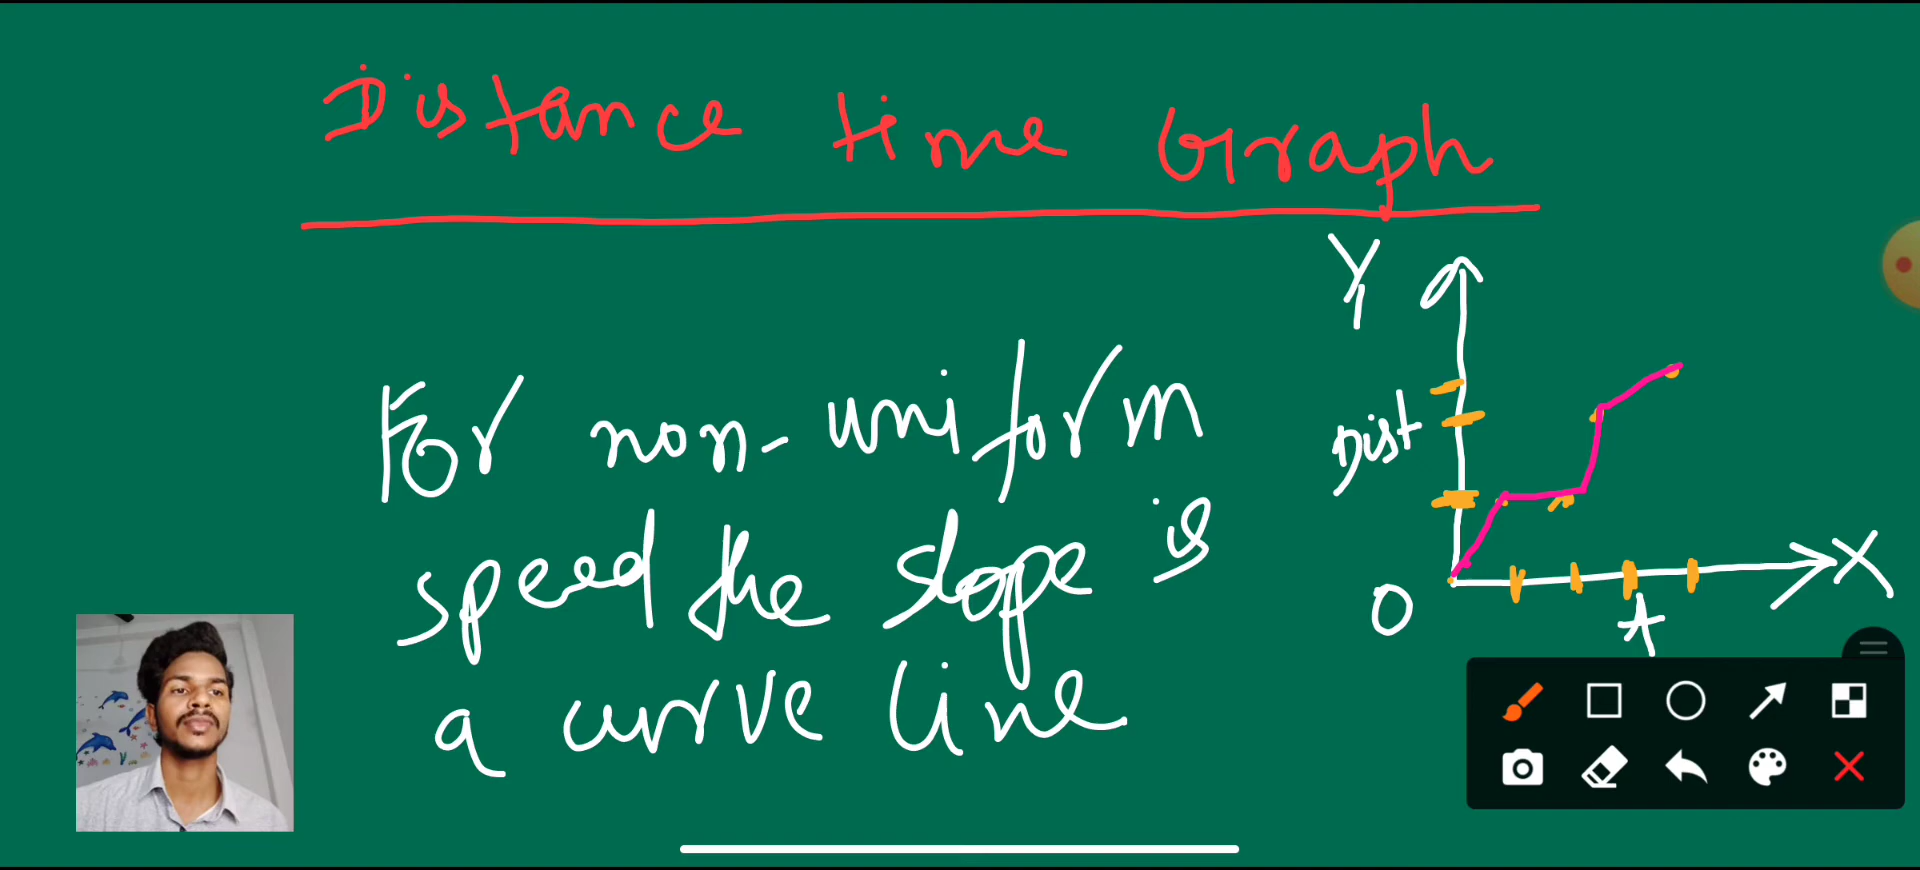 Distance time Graph
Y
For non-uniform
Dist
speed the slope is
X
O
t
a curve line